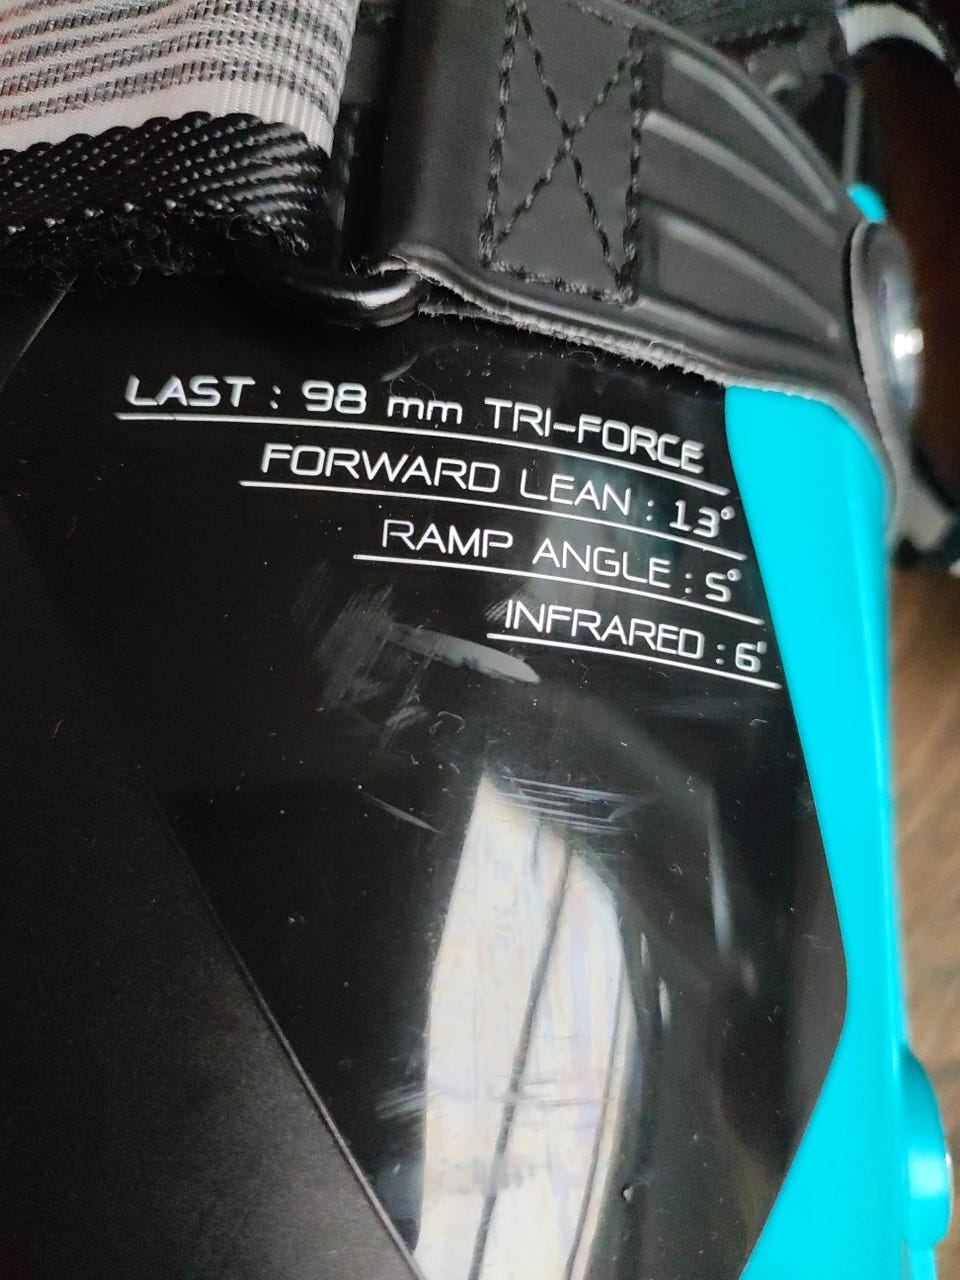 LAST : 98 mm TRI-FORCE
FORWARD LEAN : 13°
RAMP ANGLE : 5°
INFRARED : 6'